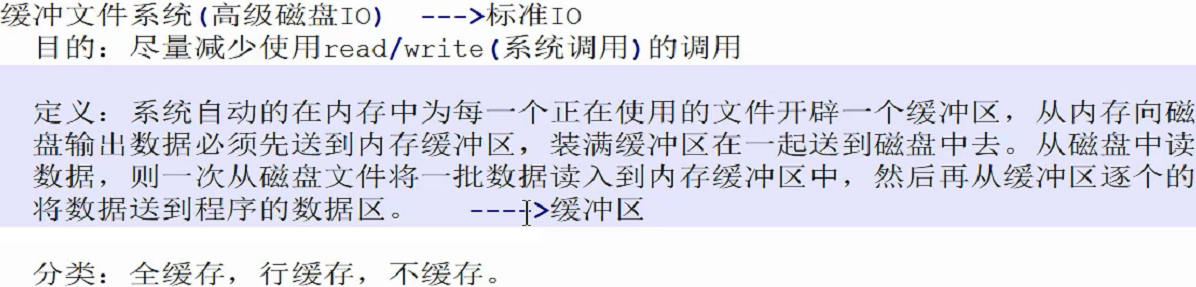 缓冲文件系统(高级磁盘IO)  --->标准IO
目的: 尽量减少使用read/write(系统调用)的调用
定义: 系统自动的在内存中为每一个正在使用的文件开辟一个缓冲区，从内存向磁
盘输出数据必须先送到内存缓冲区，装满缓冲区在一起送到磁盘中去。从磁盘中读
数据，则一次从磁盘文件将一批数据读入到内存缓冲区中，然后再从缓冲区逐个的
将数据送到程序的数据区。    ---->缓冲区
分类: 全缓存，行缓存，不缓存。